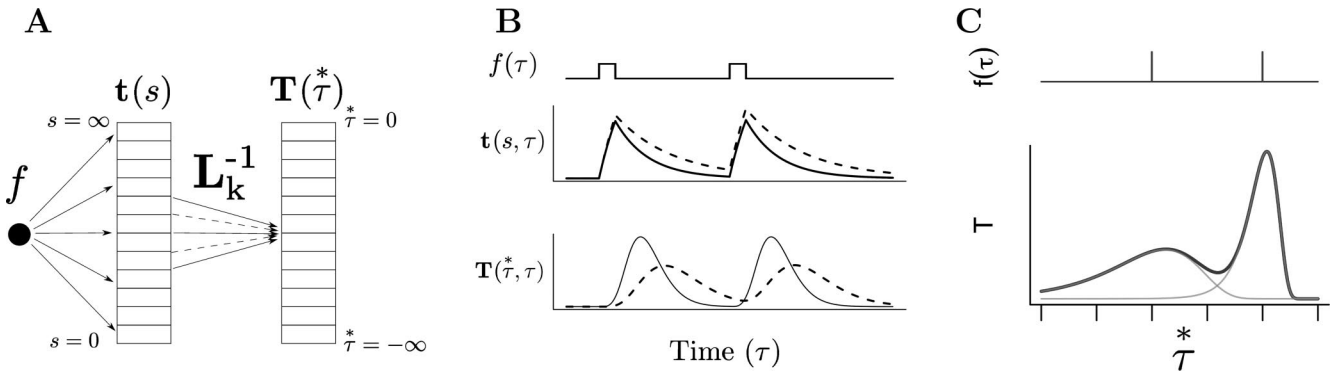 A
t(s)
T(τ*)
s = ∞
τ* = 0
f
L_k^-1
s = 0
τ* = −∞
B
f(τ)
t(s, τ)
T(τ*, τ)
Time (τ)
C
f(τ)
T
τ*